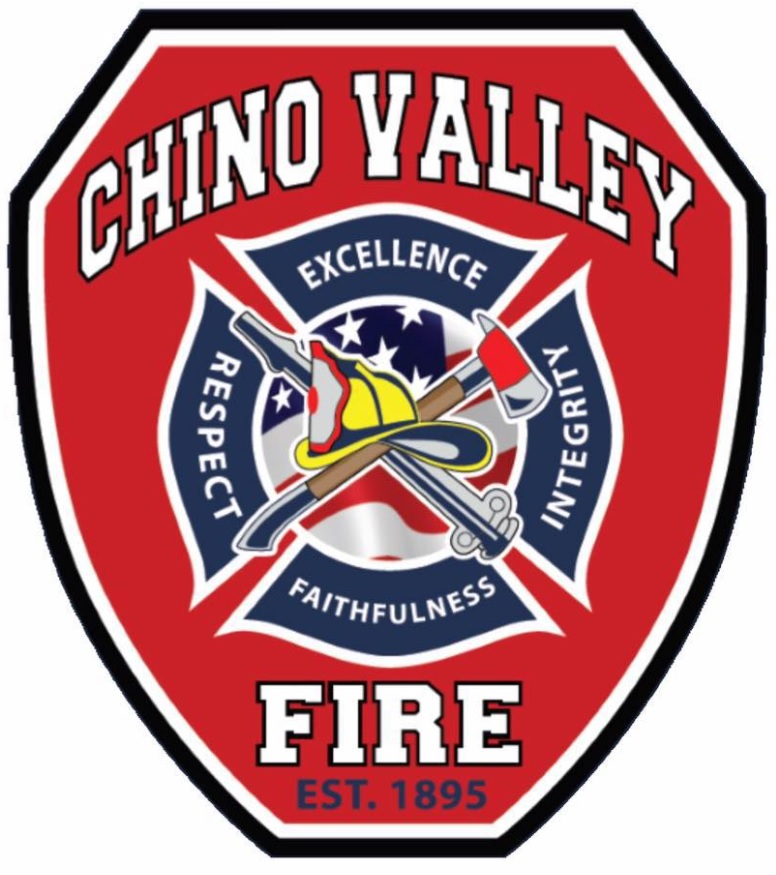 CHINO VALLEY
EXCELLENCE
RESPECT
INTEGRITY
FAITHFULNESS
FIRE
EST. 1895